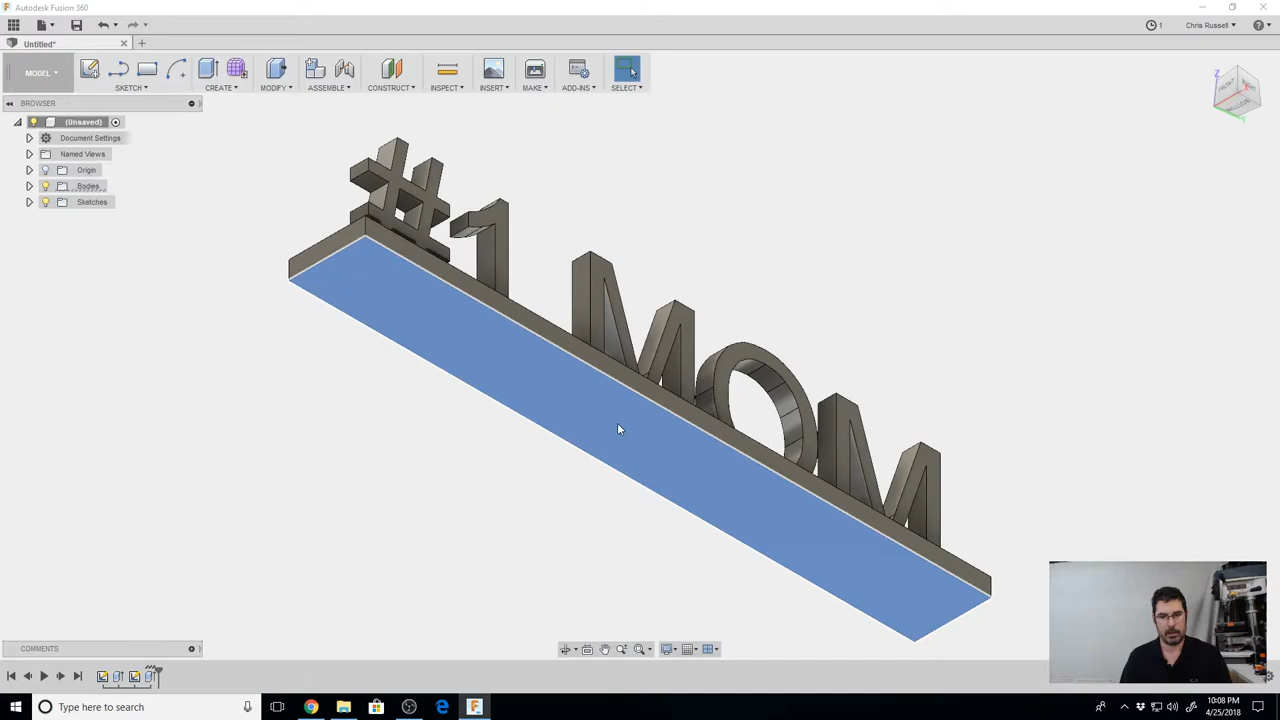 Autodesk Fusion 360
1
Chris Russell
Untitled*
MODEL
SKETCH
CREATE
MODIFY
ASSEMBLE
CONSTRUCT
INSPECT
INSERT
MAKE
ADD-INS
SELECT
BROWSER
(Unsaved)
Document Settings
Named Views
Origin
Bodies
Sketches
Z
FRONT
#1 MOM
COMMENTS
Type here to search
10:08 PM
4/25/2018